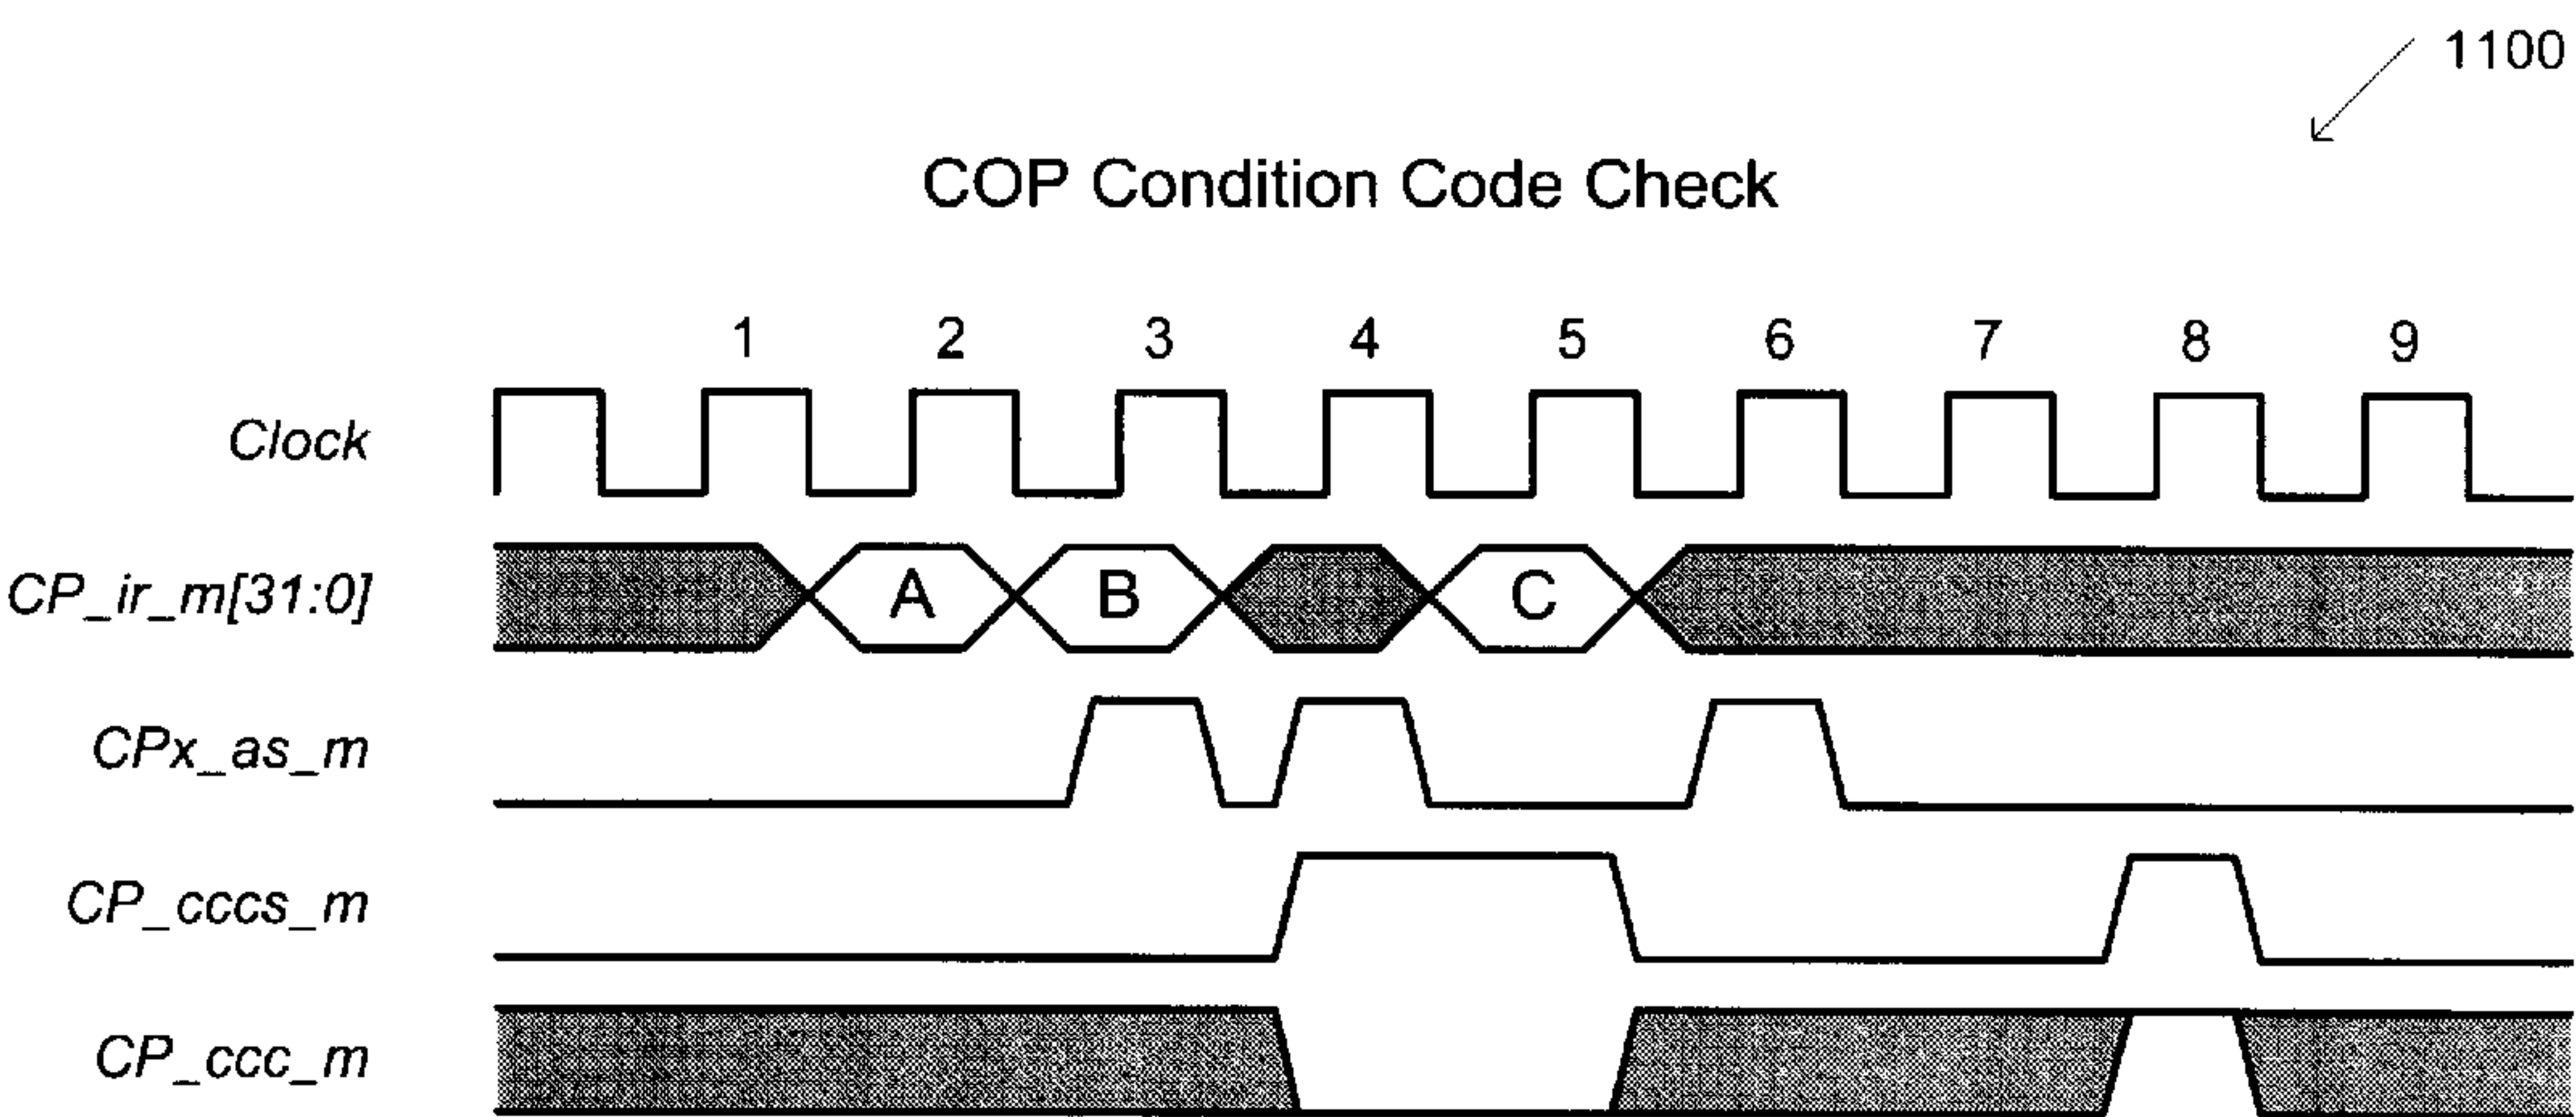 1100
COP Condition Code Check
1 2 3 4 5 6 7 8 9
Clock
CP_ir_m[31:0] A B C
CPx_as_m
CP_cccs_m
CP_ccc_m